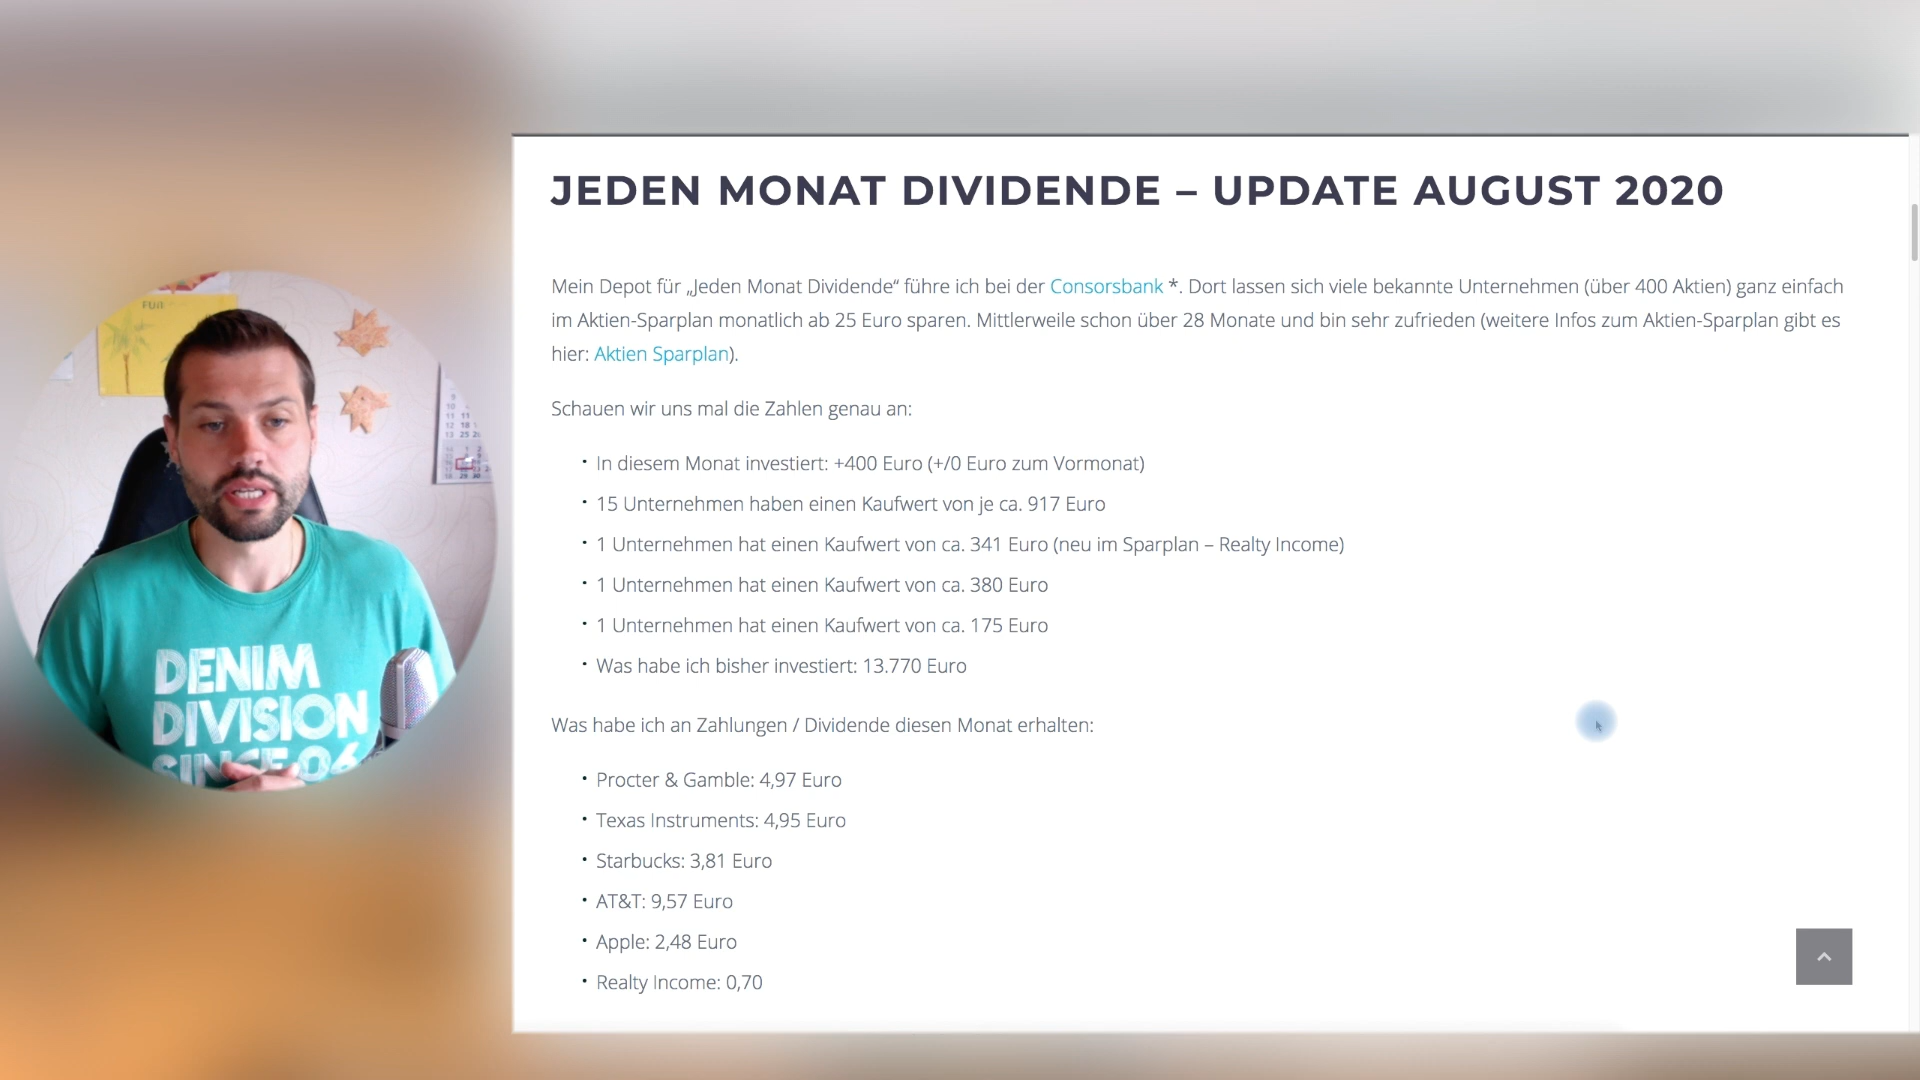 JEDEN MONAT DIVIDENDE – UPDATE AUGUST 2020
Mein Depot für „Jeden Monat Dividende“ führe ich bei der Consorsbank *. Dort lassen sich viele bekannte Unternehmen (über 400 Aktien) ganz einfach
im Aktien-Sparplan monatlich ab 25 Euro sparen. Mittlerweile schon über 28 Monate und bin sehr zufrieden (weitere Infos zum Aktien-Sparplan gibt es
hier: Aktien Sparplan).
Schauen wir uns mal die Zahlen genau an:
• In diesem Monat investiert: +400 Euro (+/0 Euro zum Vormonat)
• 15 Unternehmen haben einen Kaufwert von je ca. 917 Euro
• 1 Unternehmen hat einen Kaufwert von ca. 341 Euro (neu im Sparplan – Realty Income)
• 1 Unternehmen hat einen Kaufwert von ca. 380 Euro
• 1 Unternehmen hat einen Kaufwert von ca. 175 Euro
• Was habe ich bisher investiert: 13.770 Euro
Was habe ich an Zahlungen / Dividende diesen Monat erhalten:
• Procter & Gamble: 4,97 Euro
• Texas Instruments: 4,95 Euro
• Starbucks: 3,81 Euro
• AT&T: 9,57 Euro
• Apple: 2,48 Euro
• Realty Income: 0,70
DENIM
DIVISION
SINCE 06